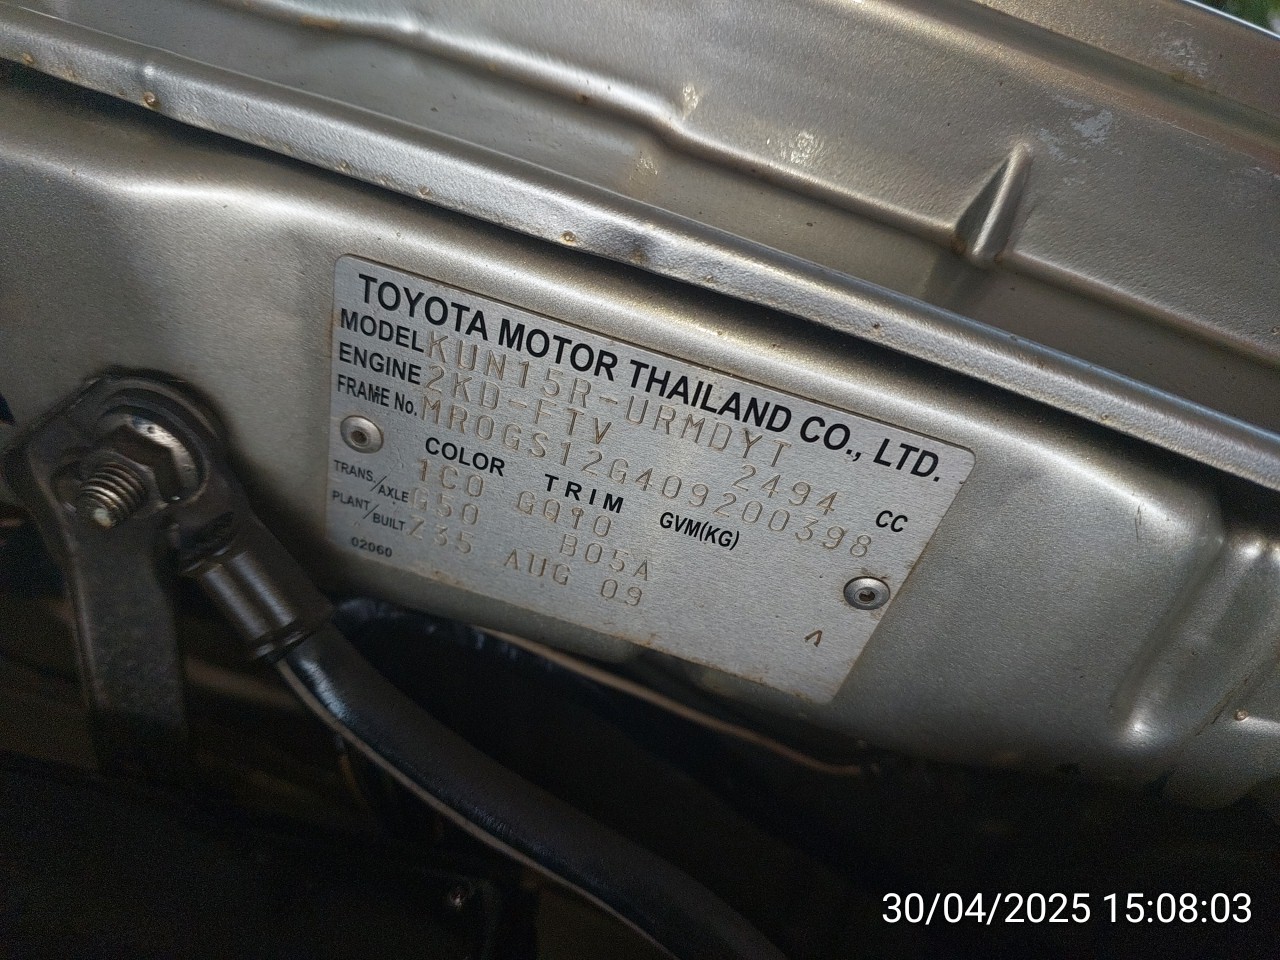 TOYOTA MOTOR THAILAND CO., LTD.
MODEL KUN15R-URMDYT
ENGINE 2KD-FTV 2494 CC
FRAME No. MR0GS12G409200398
COLOR TRIM GVM(KG)
1C0 GQ10
TRANS./AXLE G50 B05A
PLANT/BUILT Z35 AUG 09
02060
Λ
30/04/2025 15:08:03